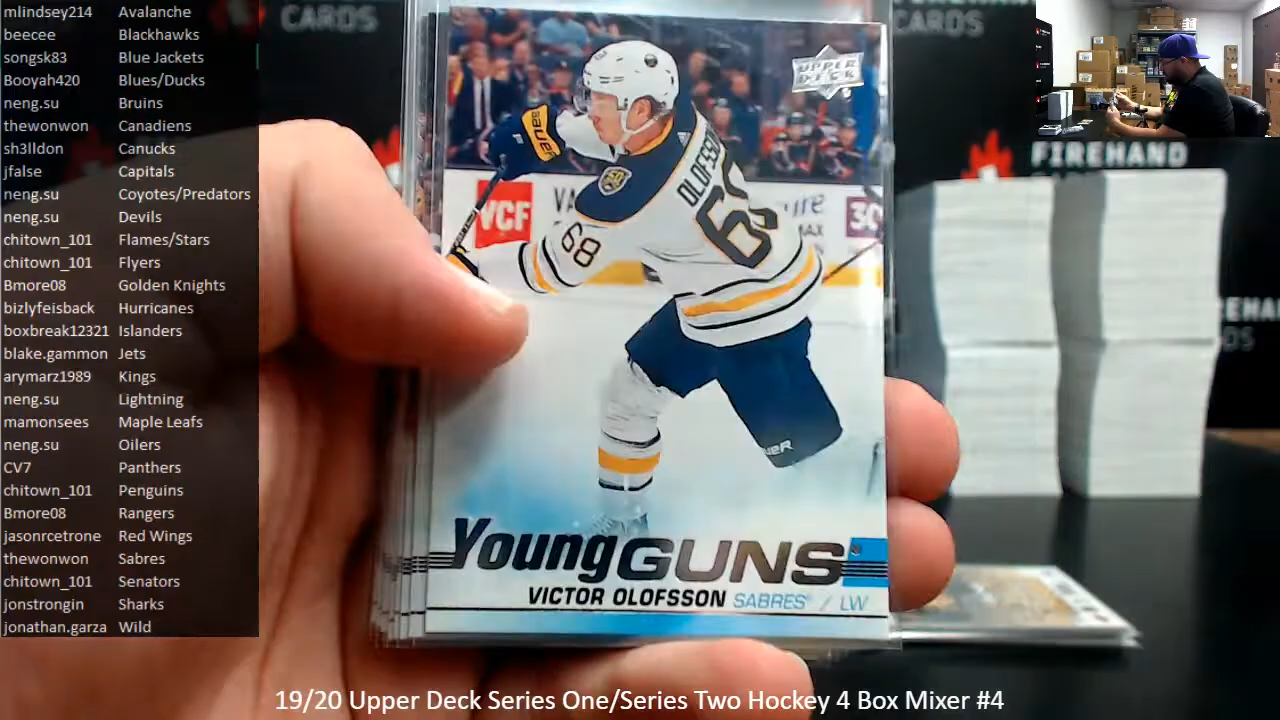 mlindsey214 Avalanche
beecee Blackhawks
songsk83 Blue Jackets
Booyah420 Blues/Ducks
neng.su Bruins
thewonwon Canadiens
sh3lldon Canucks
jfalse Capitals
neng.su Coyotes/Predators
neng.su Devils
chitown_101 Flames/Stars
chitown_101 Flyers
Bmore08 Golden Knights
bizlyfeisback Hurricanes
boxbreak12321 Islanders
blake.gammon Jets
arymarz1989 Kings
neng.su Lightning
mamonsees Maple Leafs
neng.su Oilers
CV7 Panthers
chitown_101 Penguins
Bmore08 Rangers
jasonrcetrone Red Wings
thewonwon Sabres
chitown_101 Senators
jonstrongin Sharks
jonathan.garza Wild
CARDS
FIREHAND
CARDS
FIREHAND
UPPER DECK
BAUER
OLOFSSON
68
68
VCF
Young GUNS
VICTOR OLOFSSON SABRES / LW
19/20 Upper Deck Series One/Series Two Hockey 4 Box Mixer #4